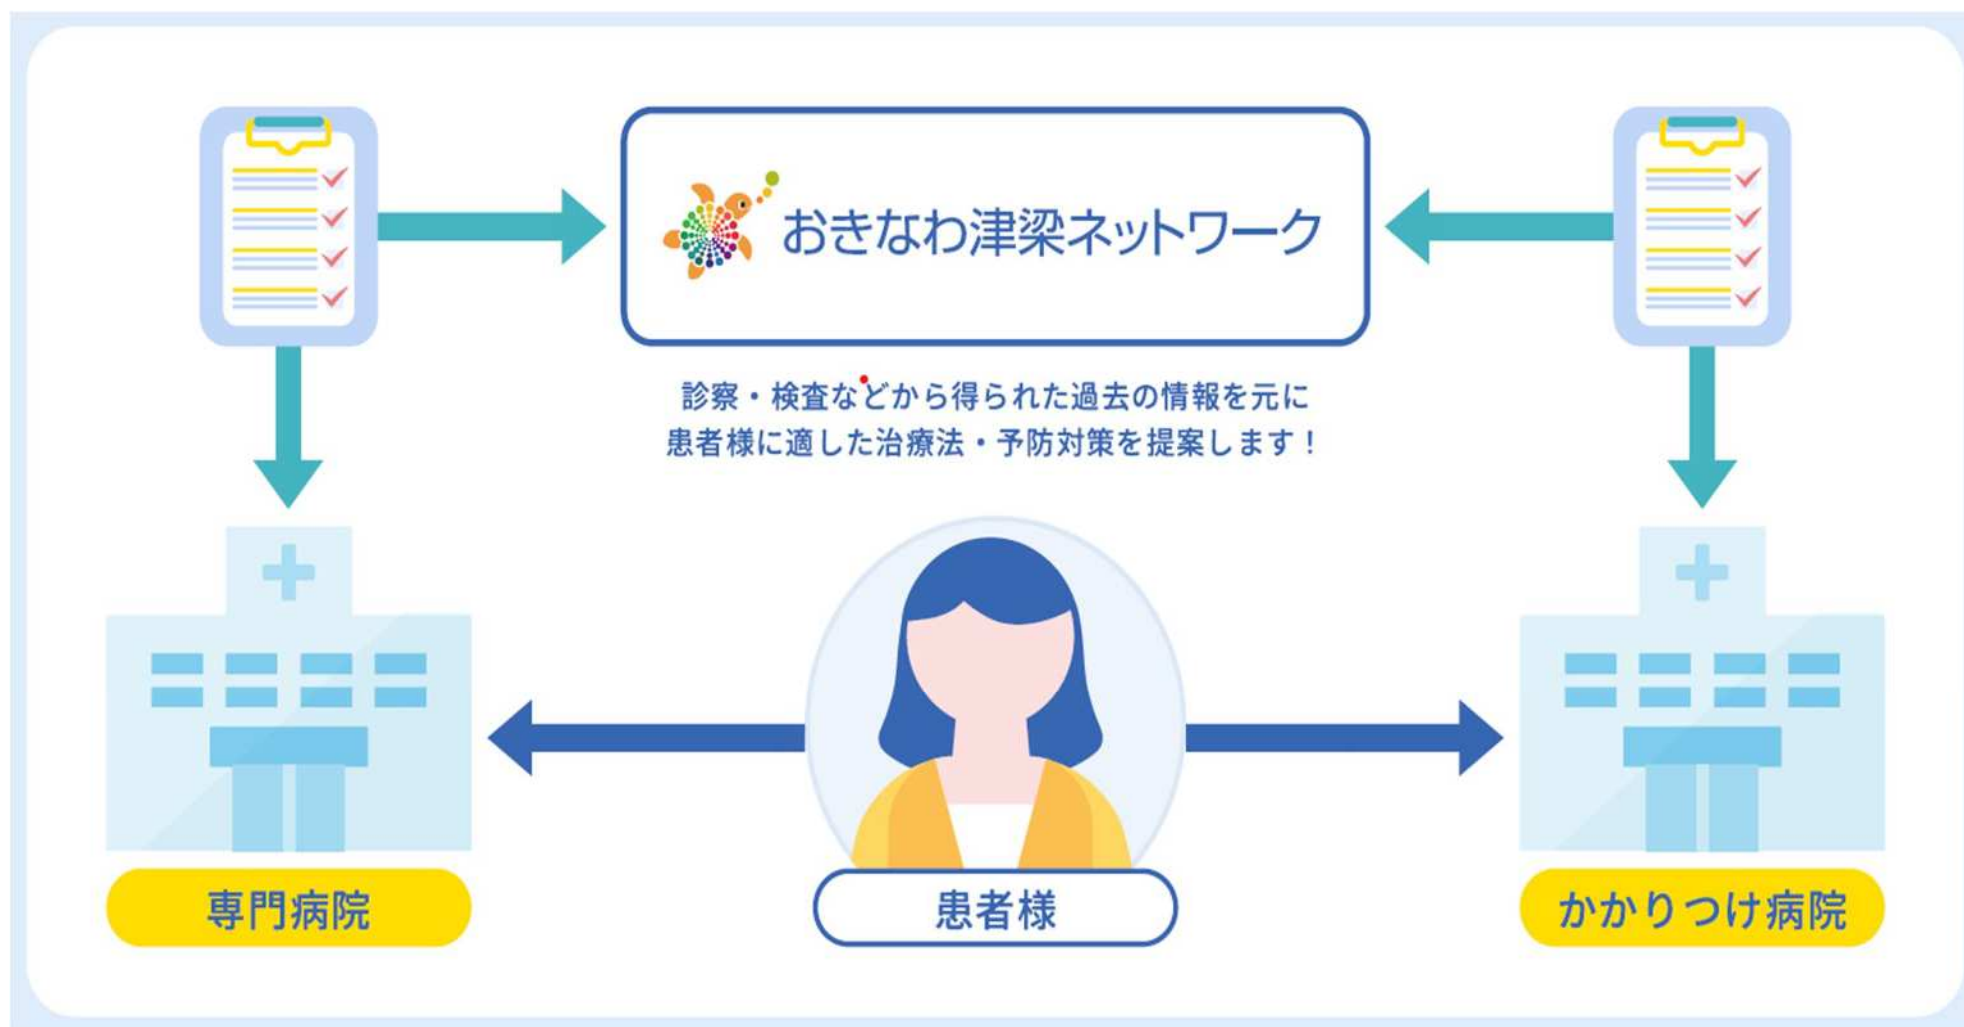 おきなわ津梁ネットワーク
診察・検査などから得られた過去の情報を元に
患者様に適した治療法・予防対策を提案します！
専門病院
患者様
かかりつけ病院